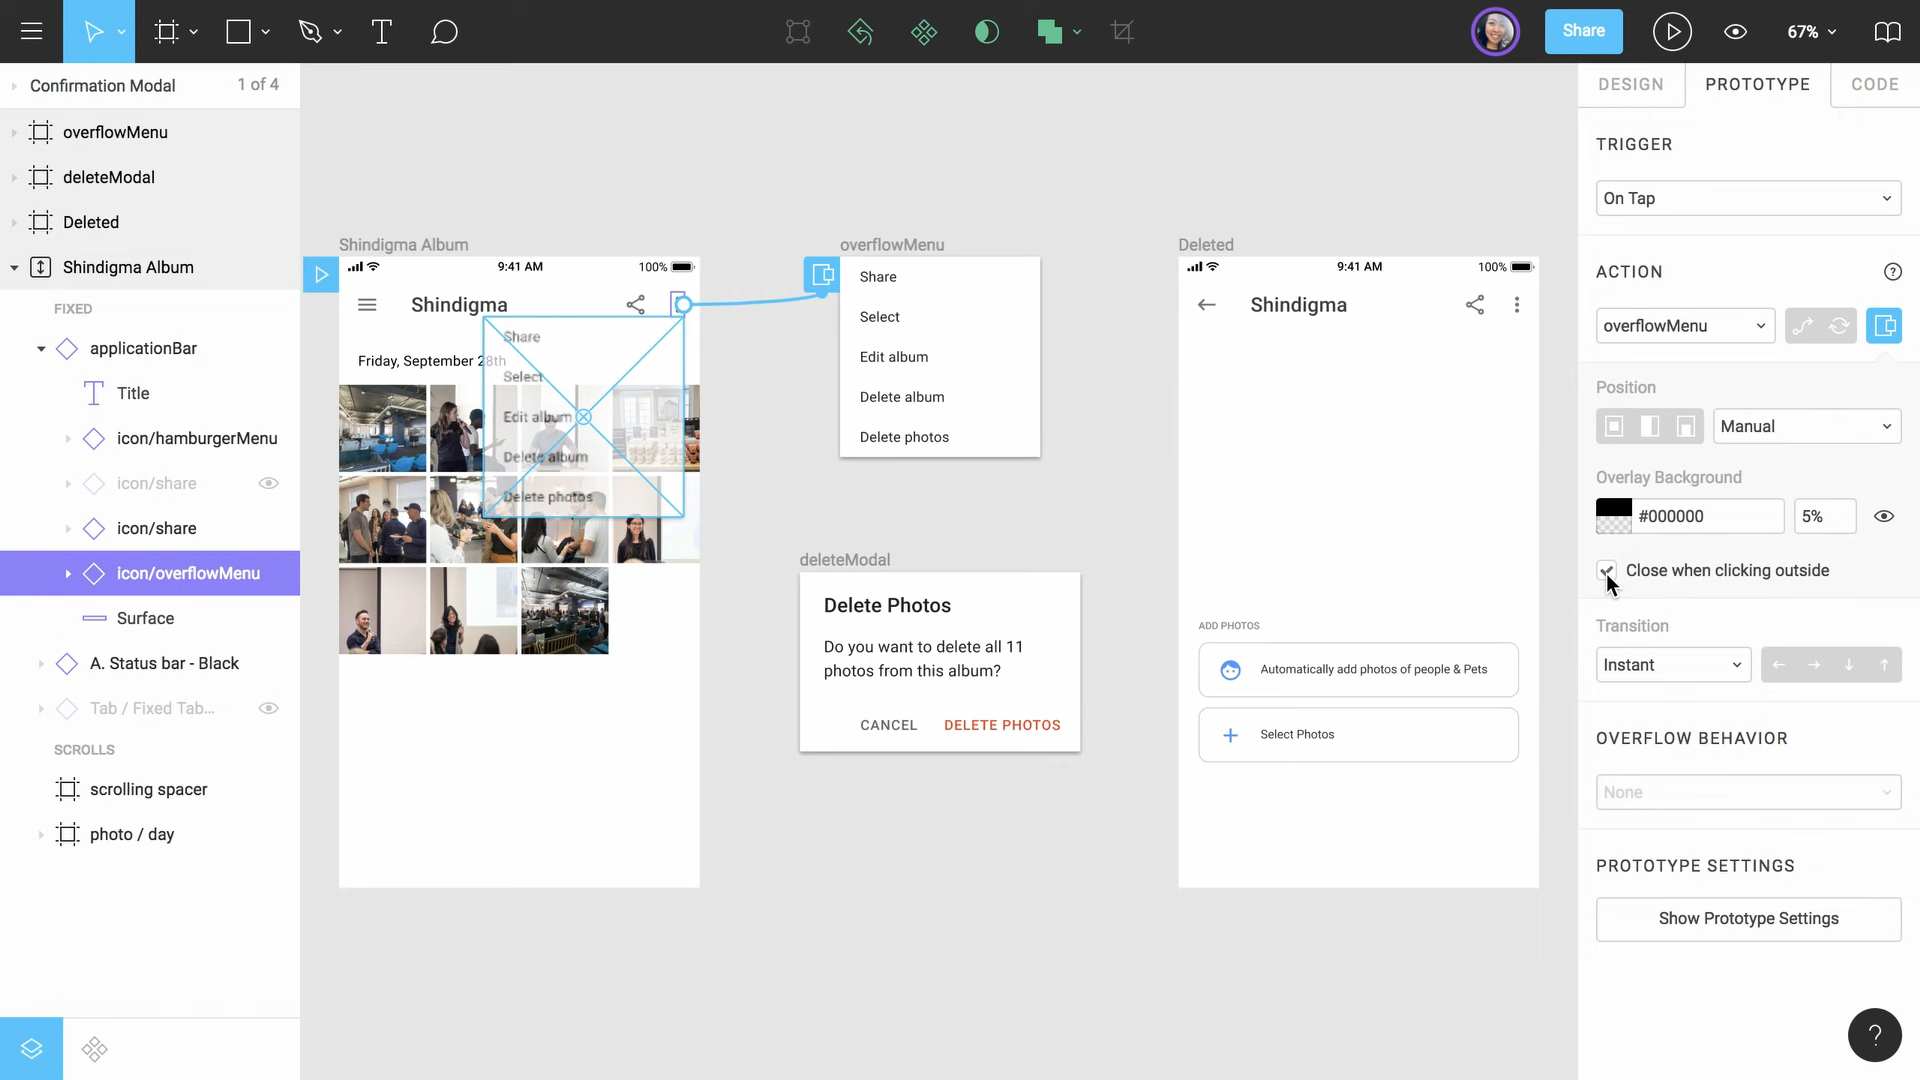 Share
67%
Confirmation Modal
1 of 4
overflowMenu
deleteModal
Deleted
Shindigma Album
FIXED
applicationBar
Title
icon/hamburgerMenu
icon/share
icon/share
icon/overflowMenu
Surface
A. Status bar - Black
Tab / Fixed Tab...
SCROLLS
scrolling spacer
photo / day
Shindigma Album
9:41 AM
100%
Shindigma
Friday, September 28th
Share
Select
Edit album
Delete album
Delete photos
overflowMenu
Share
Select
Edit album
Delete album
Delete photos
deleteModal
Delete Photos
Do you want to delete all 11
photos from this album?
CANCEL
DELETE PHOTOS
Deleted
9:41 AM
100%
Shindigma
ADD PHOTOS
Automatically add photos of people & Pets
Select Photos
DESIGN
PROTOTYPE
CODE
TRIGGER
On Tap
ACTION
?
overflowMenu
Position
Manual
Overlay Background
#000000
5%
Close when clicking outside
Transition
Instant
OVERFLOW BEHAVIOR
None
PROTOTYPE SETTINGS
Show Prototype Settings
?